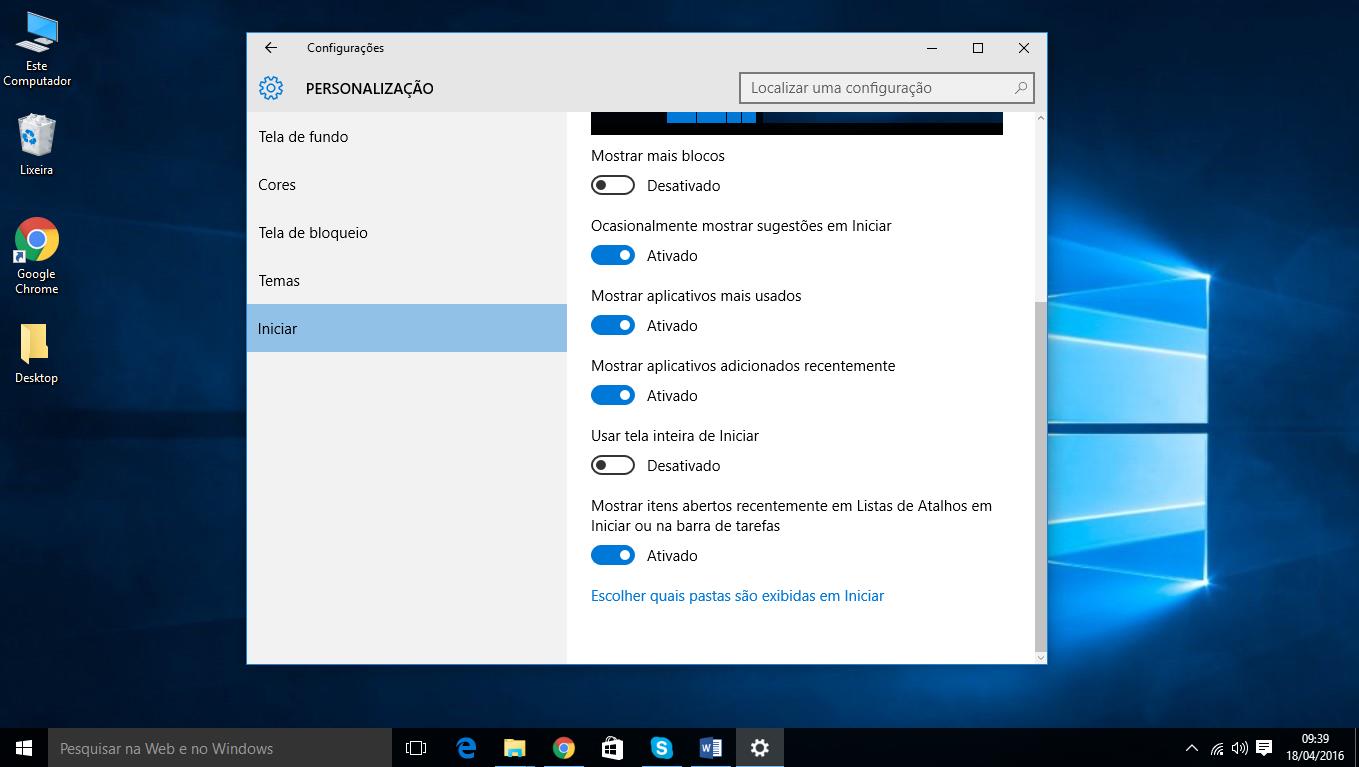 Este
Computador
Lixeira
Google
Chrome
Desktop
Configurações
PERSONALIZAÇÃO
Localizar uma configuração
Tela de fundo
Cores
Tela de bloqueio
Temas
Iniciar
Mostrar mais blocos
Desativado
Ocasionalmente mostrar sugestões em Iniciar
Ativado
Mostrar aplicativos mais usados
Ativado
Mostrar aplicativos adicionados recentemente
Ativado
Usar tela inteira de Iniciar
Desativado
Mostrar itens abertos recentemente em Listas de Atalhos em
Iniciar ou na barra de tarefas
Ativado
Escolher quais pastas são exibidas em Iniciar
Pesquisar na Web e no Windows
09:39
18/04/2016